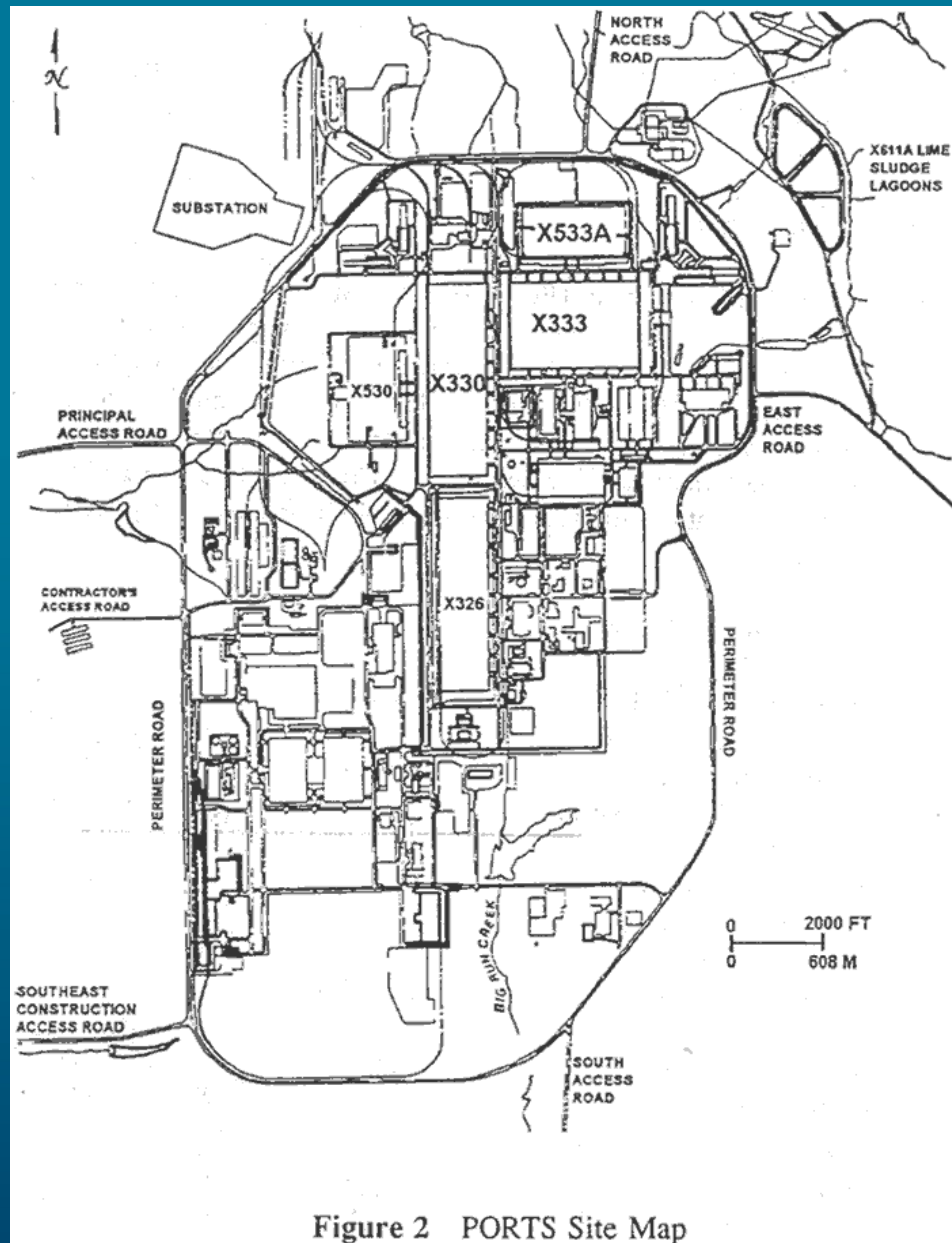 NORTH
ACCESS
ROAD
N
X611A LIME
SLUDGE
LAGOONS
SUBSTATION
X533A
X333
X530
X330
PRINCIPAL
ACCESS ROAD
EAST
ACCESS
ROAD
CONTRACTOR'S
ACCESS ROAD
X326
PERIMETER ROAD
PERIMETER ROAD
BIG RUN CREEK
0 2000 FT
0 608 M
SOUTHEAST
CONSTRUCTION
ACCESS ROAD
SOUTH
ACCESS
ROAD
Figure 2 PORTS Site Map